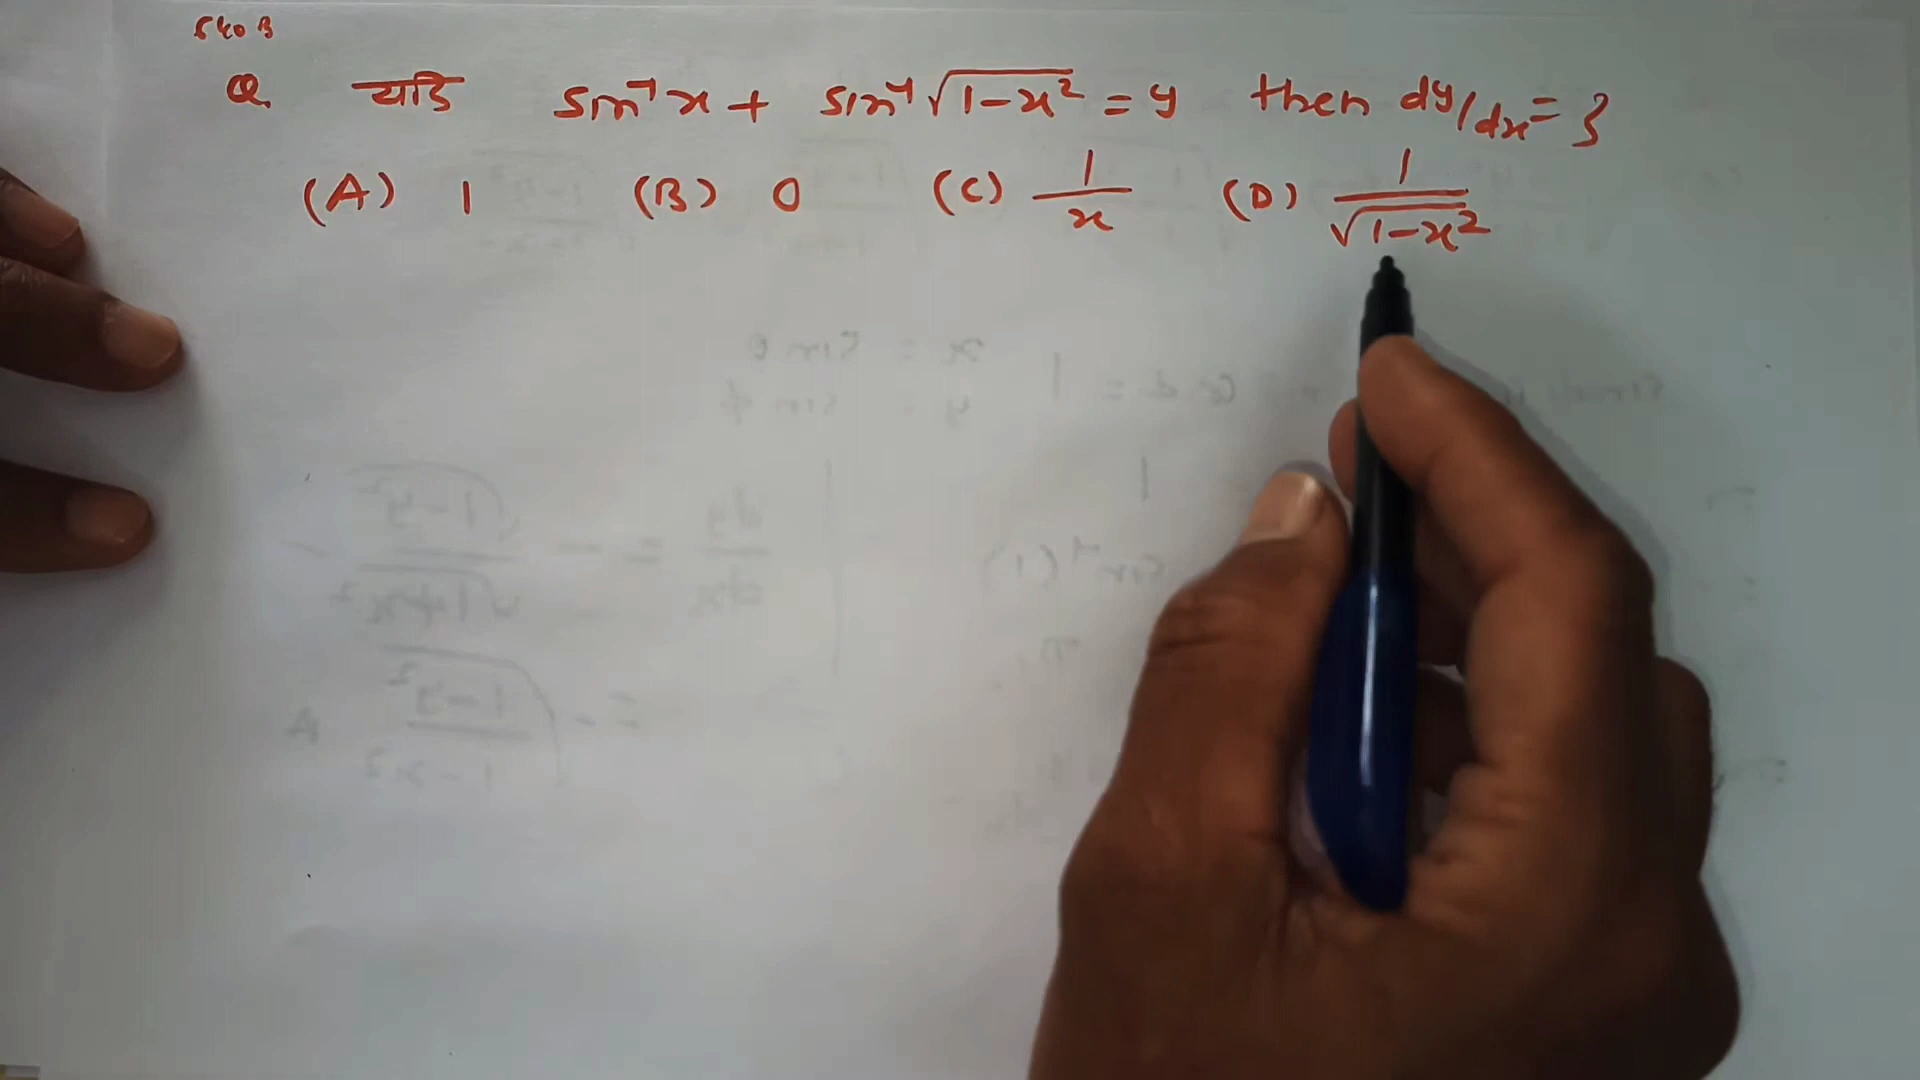 Q. यदि sin⁻¹x + sin⁻¹√(1-x²) = y then dy/dx = }
(A) 1 (B) 0 (C) 1/x (D) 1/√(1-x²)